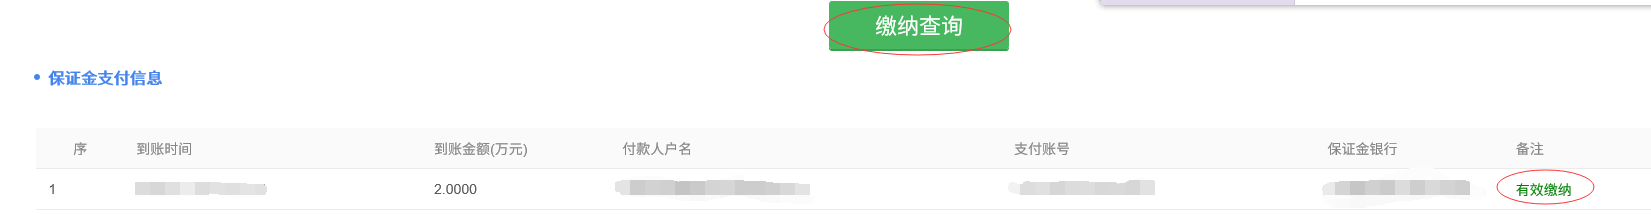 缴纳查询
保证金支付信息
序 到账时间 到账金额(万元) 付款人户名 支付账号 保证金银行 备注
1 2.0000 有效缴纳